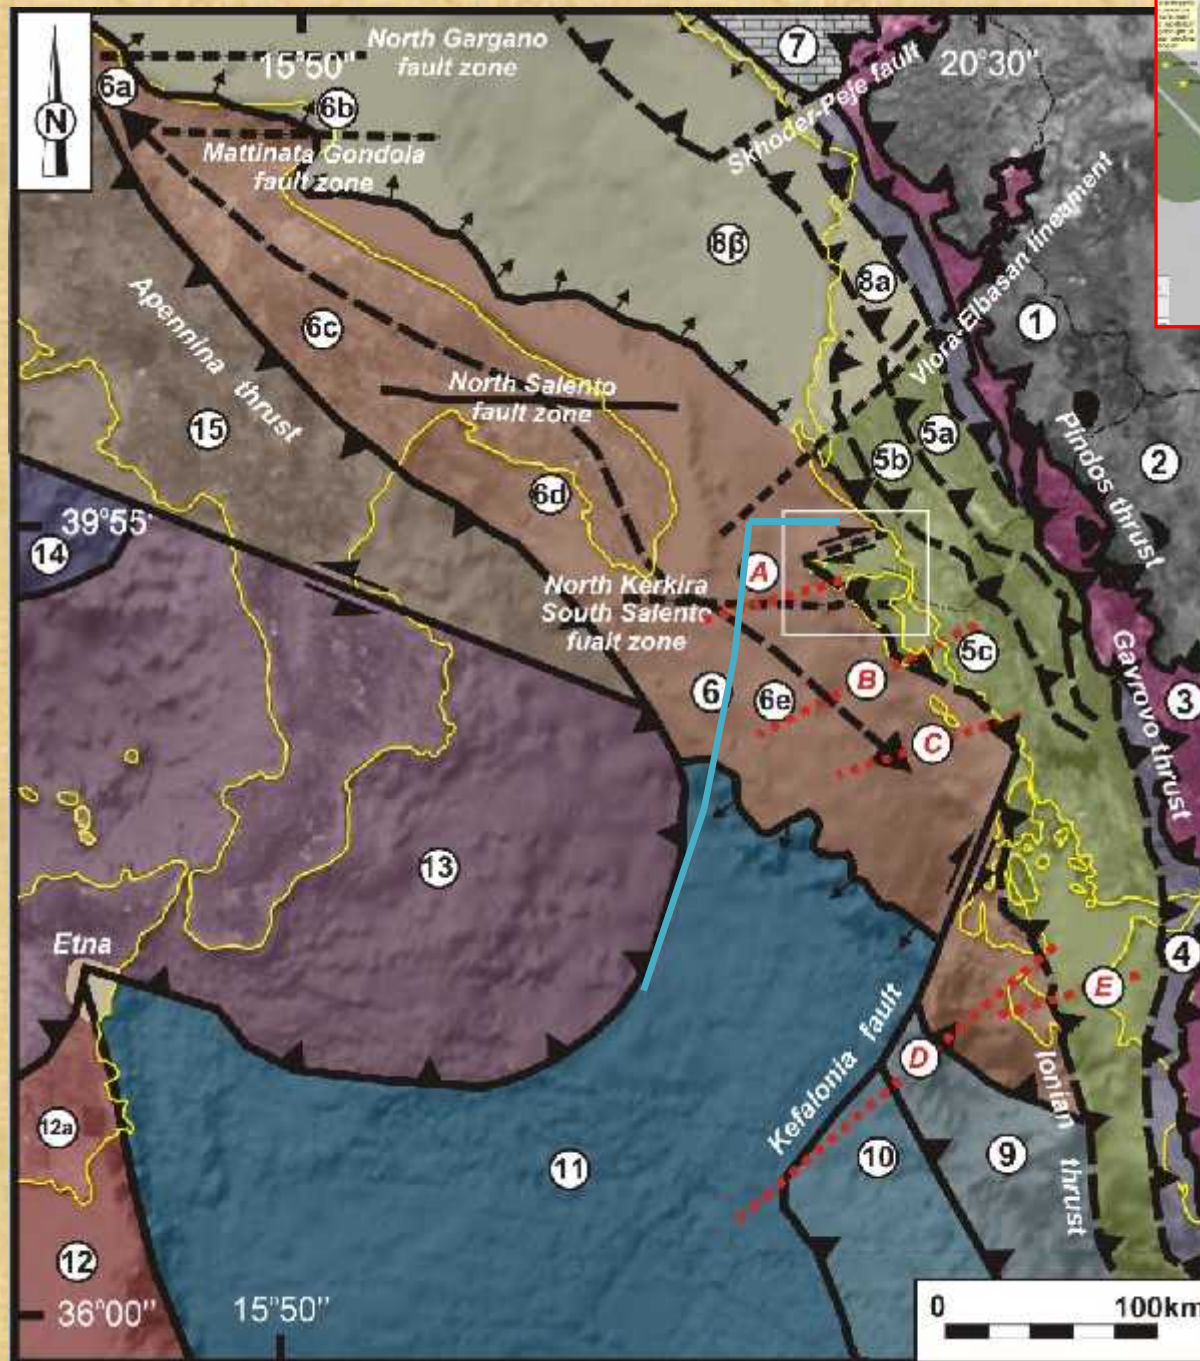 N
North Gargano
fault zone
15°50"
20°30"
7
6a
6b
Mattinata Gondola
fault zone
Skhoder-Peje fault
8β
8a
1
6c
Apennina thrust
Vlora-Elbasan lineament
North Salento
fault zone
15
5a
5b
Pindos thrust
2
6d
39°55'
14
A
North Kerkira
South Salento
fualt zone
5c
B
6
6e
C
Gavrovo thrust
3
13
Etna
4
E
D
Kefalonia fault
Ionian thrust
12a
11
10
9
12
36°00"
15°50"
0
100km